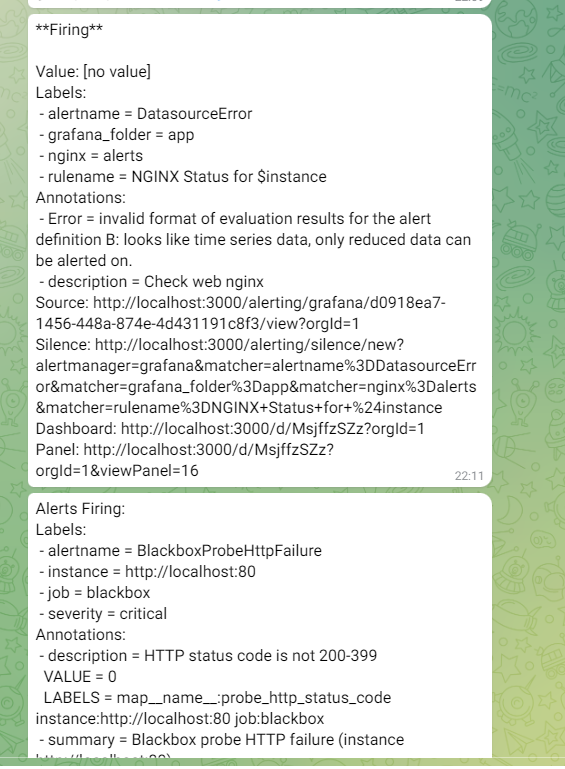 **Firing**
Value: [no value]
Labels:
- alertname = DatasourceError
- grafana_folder = app
- nginx = alerts
- rulename = NGINX Status for $instance
Annotations:
- Error = invalid format of evaluation results for the alert
definition B: looks like time series data, only reduced data can
be alerted on.
- description = Check web nginx
Source: http://localhost:3000/alerting/grafana/d0918ea7-
1456-448a-874e-4d431191c8f3/view?orgId=1
Silence: http://localhost:3000/alerting/silence/new?
alertmanager=grafana&matcher=alertname%3DDatasourceErr
or&matcher=grafana_folder%3Dapp&matcher=nginx%3Dalerts
&matcher=rulename%3DNGINX+Status+for+%24instance
Dashboard: http://localhost:3000/d/MsjffzSZz?orgId=1
Panel: http://localhost:3000/d/MsjffzSZz?
orgId=1&viewPanel=16
22:11
Alerts Firing:
Labels:
- alertname = BlackboxProbeHttpFailure
- instance = http://localhost:80
- job = blackbox
- severity = critical
Annotations:
- description = HTTP status code is not 200-399
VALUE = 0
LABELS = map__name__:probe_http_status_code
instance:http://localhost:80 job:blackbox
- summary = Blackbox probe HTTP failure (instance